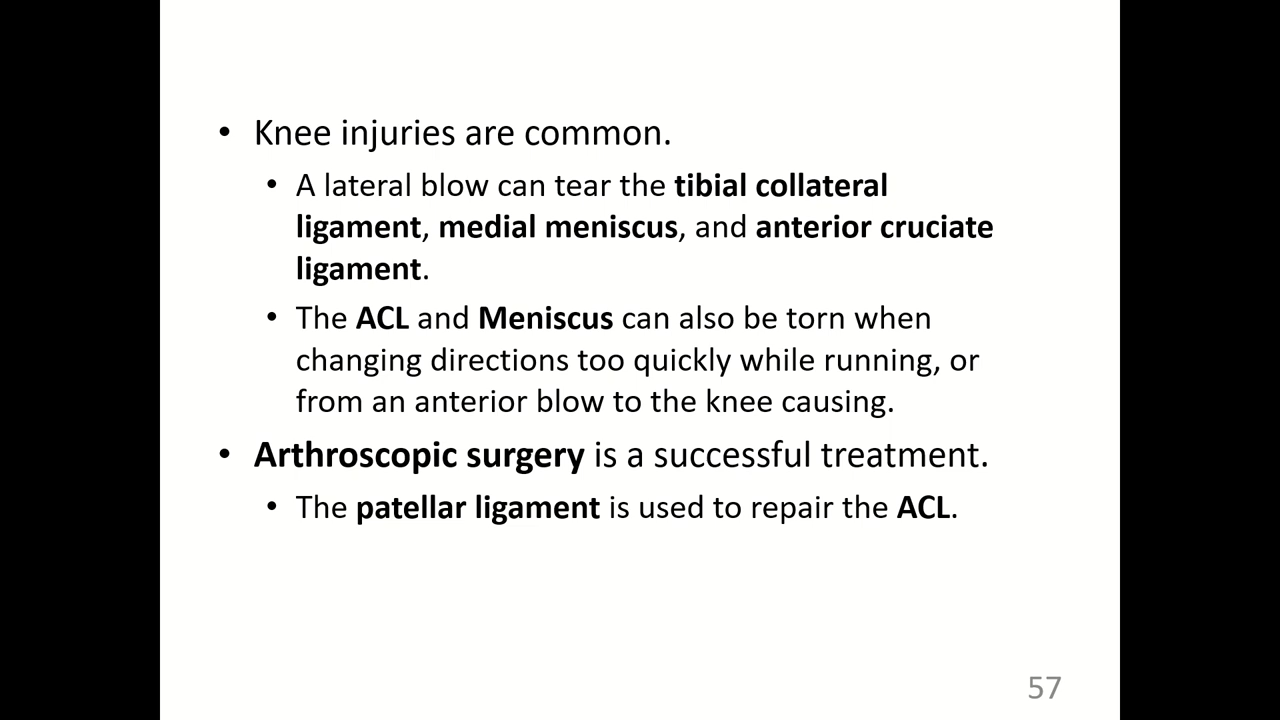 • Knee injuries are common.
• A lateral blow can tear the tibial collateral
ligament, medial meniscus, and anterior cruciate
ligament.
• The ACL and Meniscus can also be torn when
changing directions too quickly while running, or
from an anterior blow to the knee causing.
• Arthroscopic surgery is a successful treatment.
• The patellar ligament is used to repair the ACL.
57